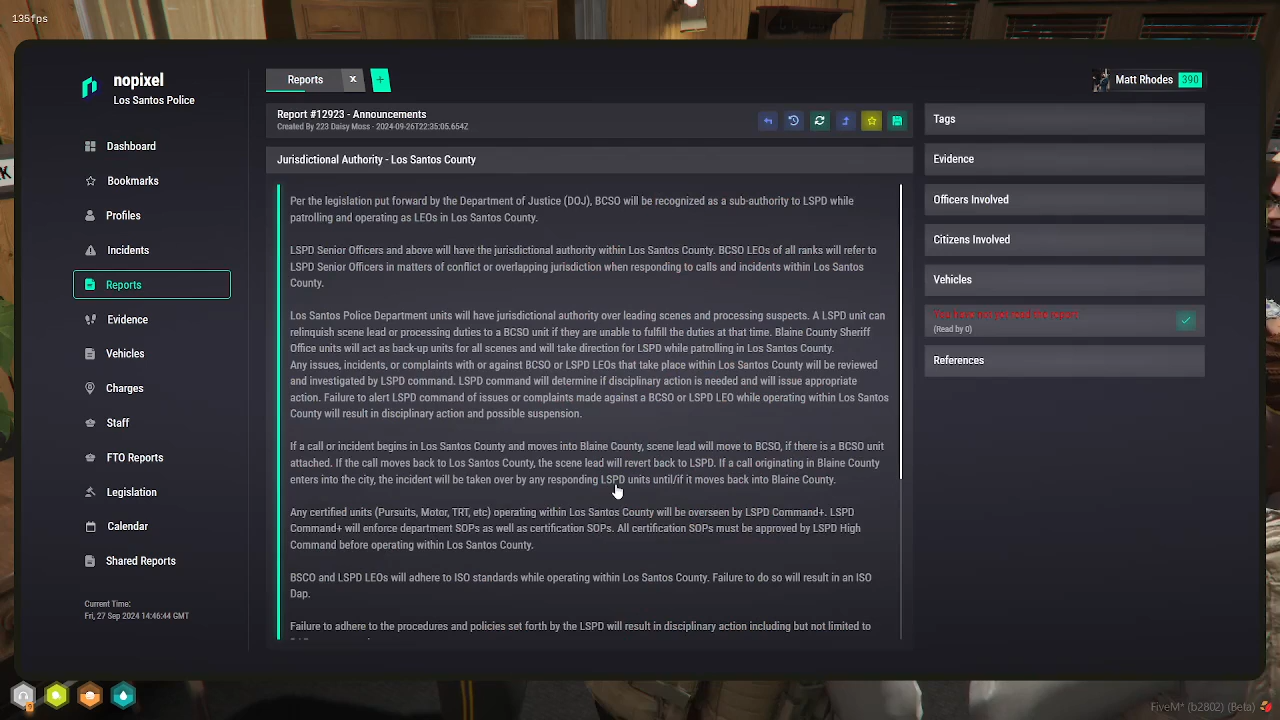 135fps
nopixel
Los Santos Police
Dashboard
Bookmarks
Profiles
Incidents
Reports
Evidence
Vehicles
Charges
Staff
FTO Reports
Legislation
Calendar
Shared Reports
Current Time:
Fri, 27 Sep 2024 14:46:44 GMT
Reports x +
Matt Rhodes 390
Report #12923 - Announcements
Created By 223 Daisy Moss - 2024-09-26T22:35:05.654Z
Jurisdictional Authority - Los Santos County
Per the legislation put forward by the Department of Justice (DOJ), BCSO will be recognized as a sub-authority to LSPD while
patrolling and operating as LEOs in Los Santos County.
LSPD Senior Officers and above will have the jurisdictional authority within Los Santos County. BCSO LEOs of all ranks will refer to
LSPD Senior Officers in matters of conflict or overlapping jurisdiction when responding to calls and incidents within Los Santos
County.
Los Santos Police Department units will have jurisdictional authority over leading scenes and processing suspects. A LSPD unit can
relinquish scene lead or processing duties to a BCSO unit if they are unable to fulfill the duties at that time. Blaine County Sheriff
Office units will act as back-up units for all scenes and will take direction for LSPD while patrolling in Los Santos County.
Any issues, incidents, or complaints with or against BCSO or LSPD LEOs that take place within Los Santos County will be reviewed
and investigated by LSPD command. LSPD command will determine if disciplinary action is needed and will issue appropriate
action. Failure to alert LSPD command of issues or complaints made against a BCSO or LSPD LEO while operating within Los Santos
County will result in disciplinary action and possible suspension.
If a call or incident begins in Los Santos County and moves into Blaine County, scene lead will move to BCSO, if there is a BCSO unit
attached. If the call moves back to Los Santos County, the scene lead will revert back to LSPD. If a call originating in Blaine County
enters into the city, the incident will be taken over by any responding LSPD units until/if it moves back into Blaine County.
Any certified units (Pursuits, Motor, TRT, etc) operating within Los Santos County will be overseen by LSPD Command+. LSPD
Command+ will enforce department SOPs as well as certification SOPs. All certification SOPs must be approved by LSPD High
Command before operating within Los Santos County.
BSCO and LSPD LEOs will adhere to ISO standards while operating within Los Santos County. Failure to do so will result in an ISO
Dap.
Failure to adhere to the procedures and policies set forth by the LSPD will result in disciplinary action including but not limited to
Tags
Evidence
Officers Involved
Citizens Involved
Vehicles
You have not yet read this report
(Read by 0)
References
FiveM* (b2802) (Beta)